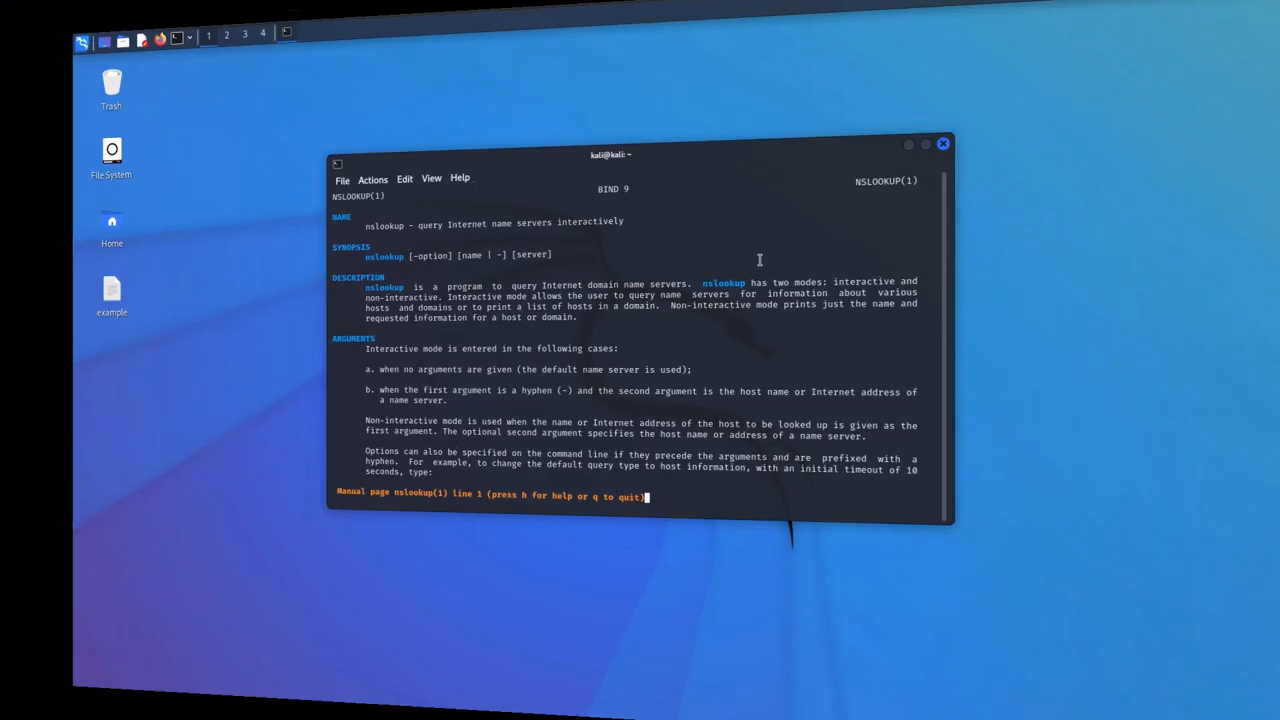 1 2 3 4
Trash
File System
Home
example
kali@kali: ~
File Actions Edit View Help
NSLOOKUP(1) BIND 9 NSLOOKUP(1)
NAME
nslookup - query Internet name servers interactively
SYNOPSIS
nslookup [-option] [name | -] [server]
DESCRIPTION
nslookup is a program to query Internet domain name servers. nslookup has two modes: interactive and
non-interactive. Interactive mode allows the user to query name servers for information about various
hosts and domains or to print a list of hosts in a domain. Non-interactive mode prints just the name and
requested information for a host or domain.
ARGUMENTS
Interactive mode is entered in the following cases:
a. when no arguments are given (the default name server is used);
b. when the first argument is a hyphen (-) and the second argument is the host name or Internet address of
a name server.
Non-interactive mode is used when the name or Internet address of the host to be looked up is given as the
first argument. The optional second argument specifies the host name or address of a name server.
Options can also be specified on the command line if they precede the arguments and are prefixed with a
hyphen. For example, to change the default query type to host information, with an initial timeout of 10
seconds, type:
Manual page nslookup(1) line 1 (press h for help or q to quit)